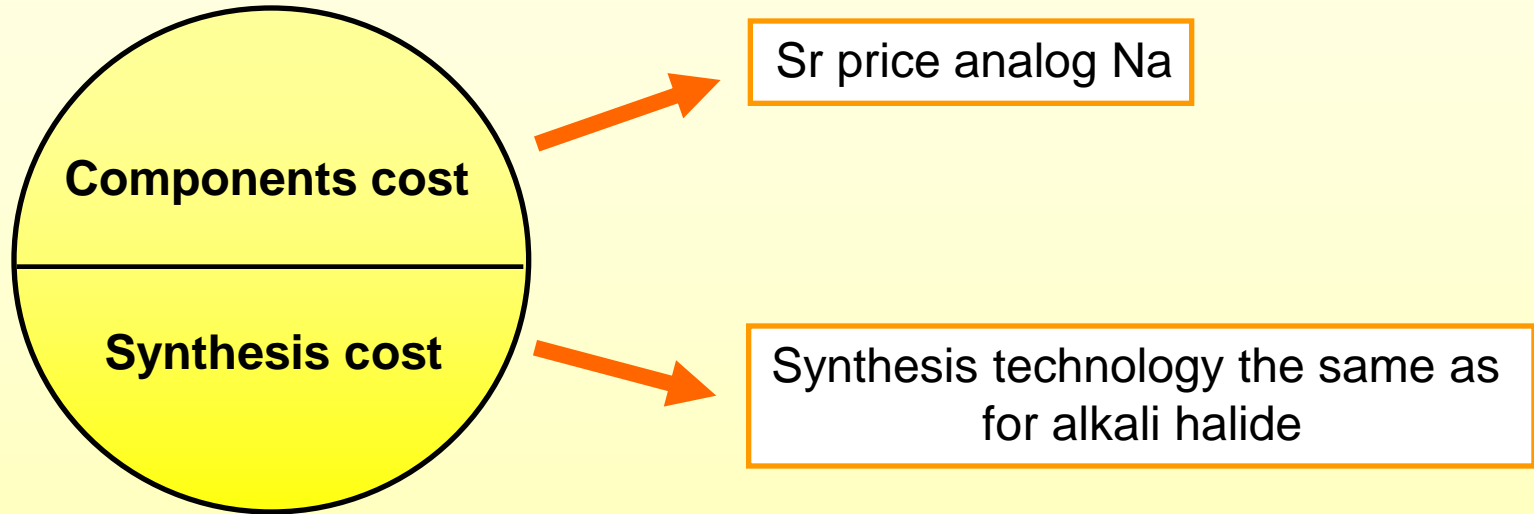 Sr price analog Na
Components cost
Synthesis cost
Synthesis technology the same as
for alkali halide